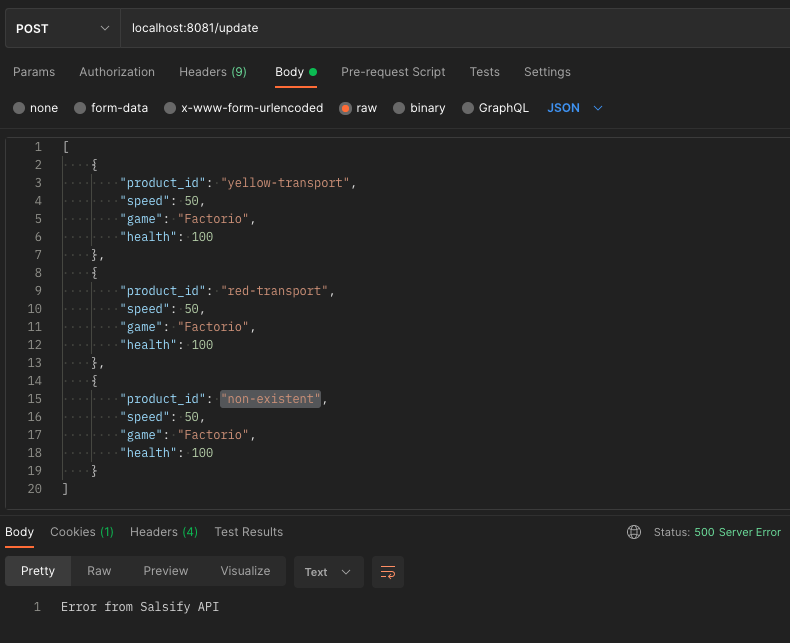 POST localhost:8081/update
Params Authorization Headers (9) Body Pre-request Script Tests Settings
none form-data x-www-form-urlencoded raw binary GraphQL JSON
1 [
2 {
3 "product_id": "yellow-transport",
4 "speed": 50,
5 "game": "Factorio",
6 "health": 100
7 },
8 {
9 "product_id": "red-transport",
10 "speed": 50,
11 "game": "Factorio",
12 "health": 100
13 },
14 {
15 "product_id": "non-existent",
16 "speed": 50,
17 "game": "Factorio",
18 "health": 100
19 }
20 ]
Body Cookies (1) Headers (4) Test Results Status: 500 Server Error
Pretty Raw Preview Visualize Text
1 Error from Salsify API